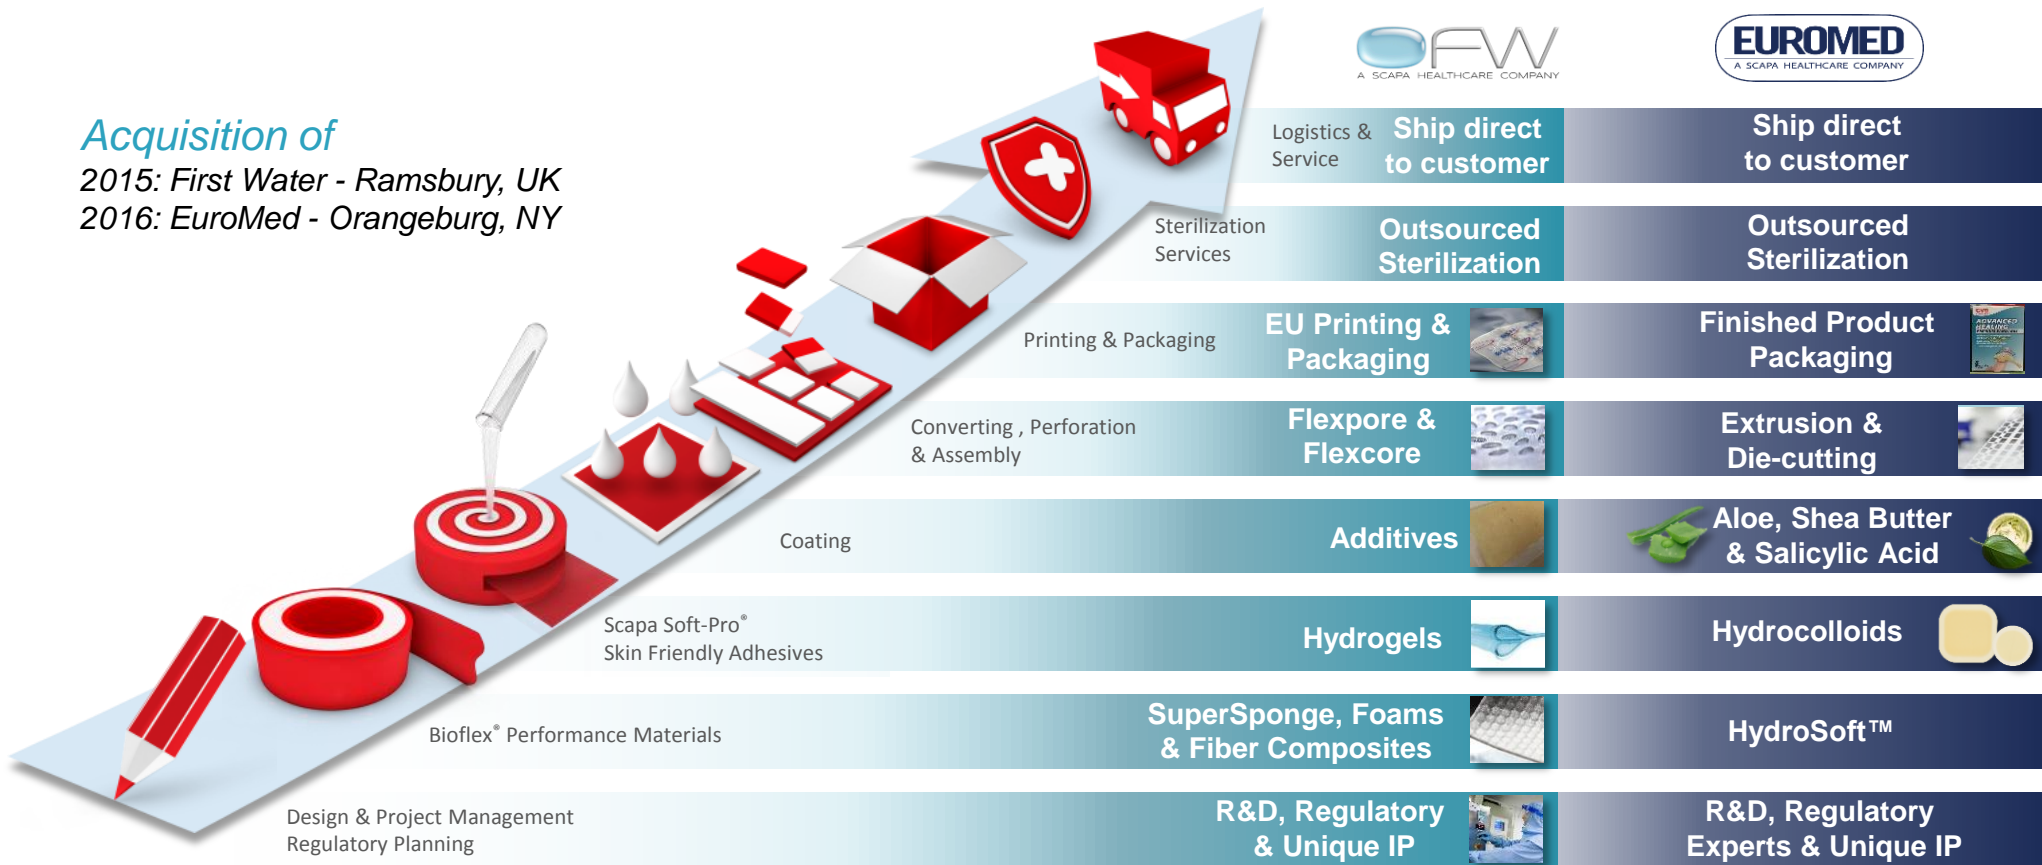 Acquisition of
2015: First Water - Ramsbury, UK
2016: EuroMed - Orangeburg, NY
OFW
A SCAPA HEALTHCARE COMPANY
EUROMED
A SCAPA HEALTHCARE COMPANY
Logistics &
Service
Ship direct
to customer
Ship direct
to customer
Sterilization
Services
Outsourced
Sterilization
Outsourced
Sterilization
Printing & Packaging
EU Printing &
Packaging
Finished Product
Packaging
ADVANCED
HEALING
Converting , Perforation
& Assembly
Flexpore &
Flexcore
Extrusion &
Die-cutting
Coating
Additives
Aloe, Shea Butter
& Salicylic Acid
Scapa Soft-Pro®
Skin Friendly Adhesives
Hydrogels
Hydrocolloids
Bioflex® Performance Materials
SuperSponge, Foams
& Fiber Composites
HydroSoft™
Design & Project Management
Regulatory Planning
R&D, Regulatory
& Unique IP
R&D, Regulatory
Experts & Unique IP